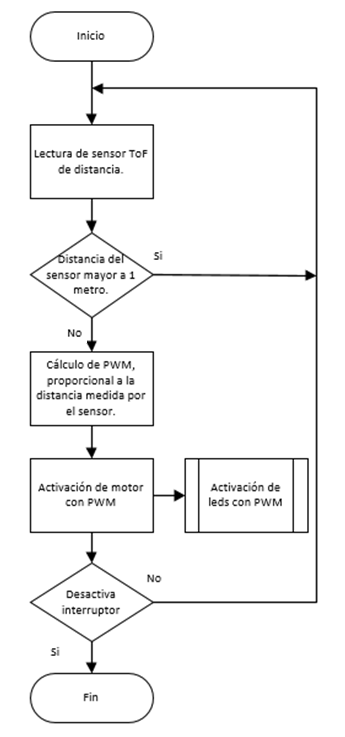 Inicio
Lectura de sensor ToF
de distancia.
Distancia del
sensor mayor a 1
metro.
Si
No
Cálculo de PWM,
proporcional a la
distancia medida por
el sensor.
Activación de motor
con PWM
Activación de
leds con PWM
Desactiva
interruptor
No
Si
Fin